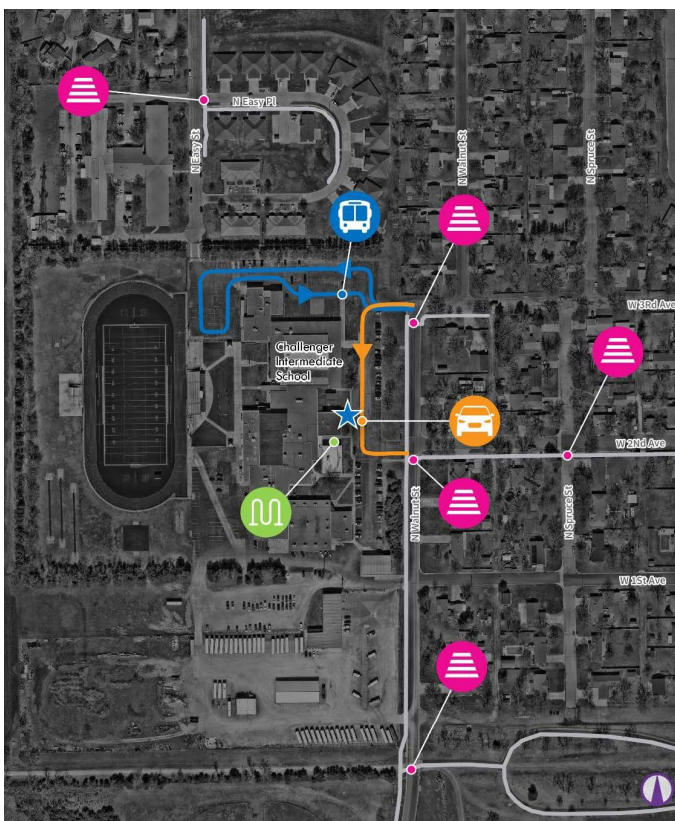 N Easy Pl
N Easy St
N Walnut St
N Spruce St
W 3Rd Ave
Challenger
Intermediate
School
W 2Nd Ave
N Walnut St
N Spruce St
W 1St Ave